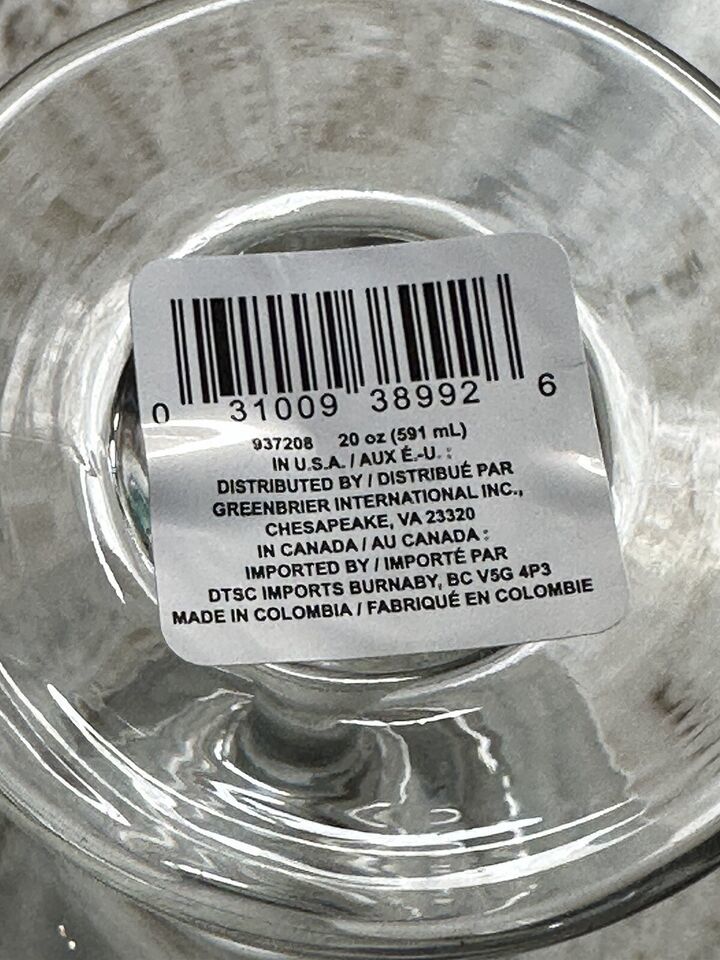 0 31009 38992 6
937208 20 oz (591 mL)
IN U.S.A. / AUX É.-U. :
DISTRIBUTED BY / DISTRIBUÉ PAR
GREENBRIER INTERNATIONAL INC.,
CHESAPEAKE, VA 23320
IN CANADA / AU CANADA :
IMPORTED BY / IMPORTÉ PAR
DTSC IMPORTS BURNABY, BC V5G 4P3
MADE IN COLOMBIA / FABRIQUÉ EN COLOMBIE